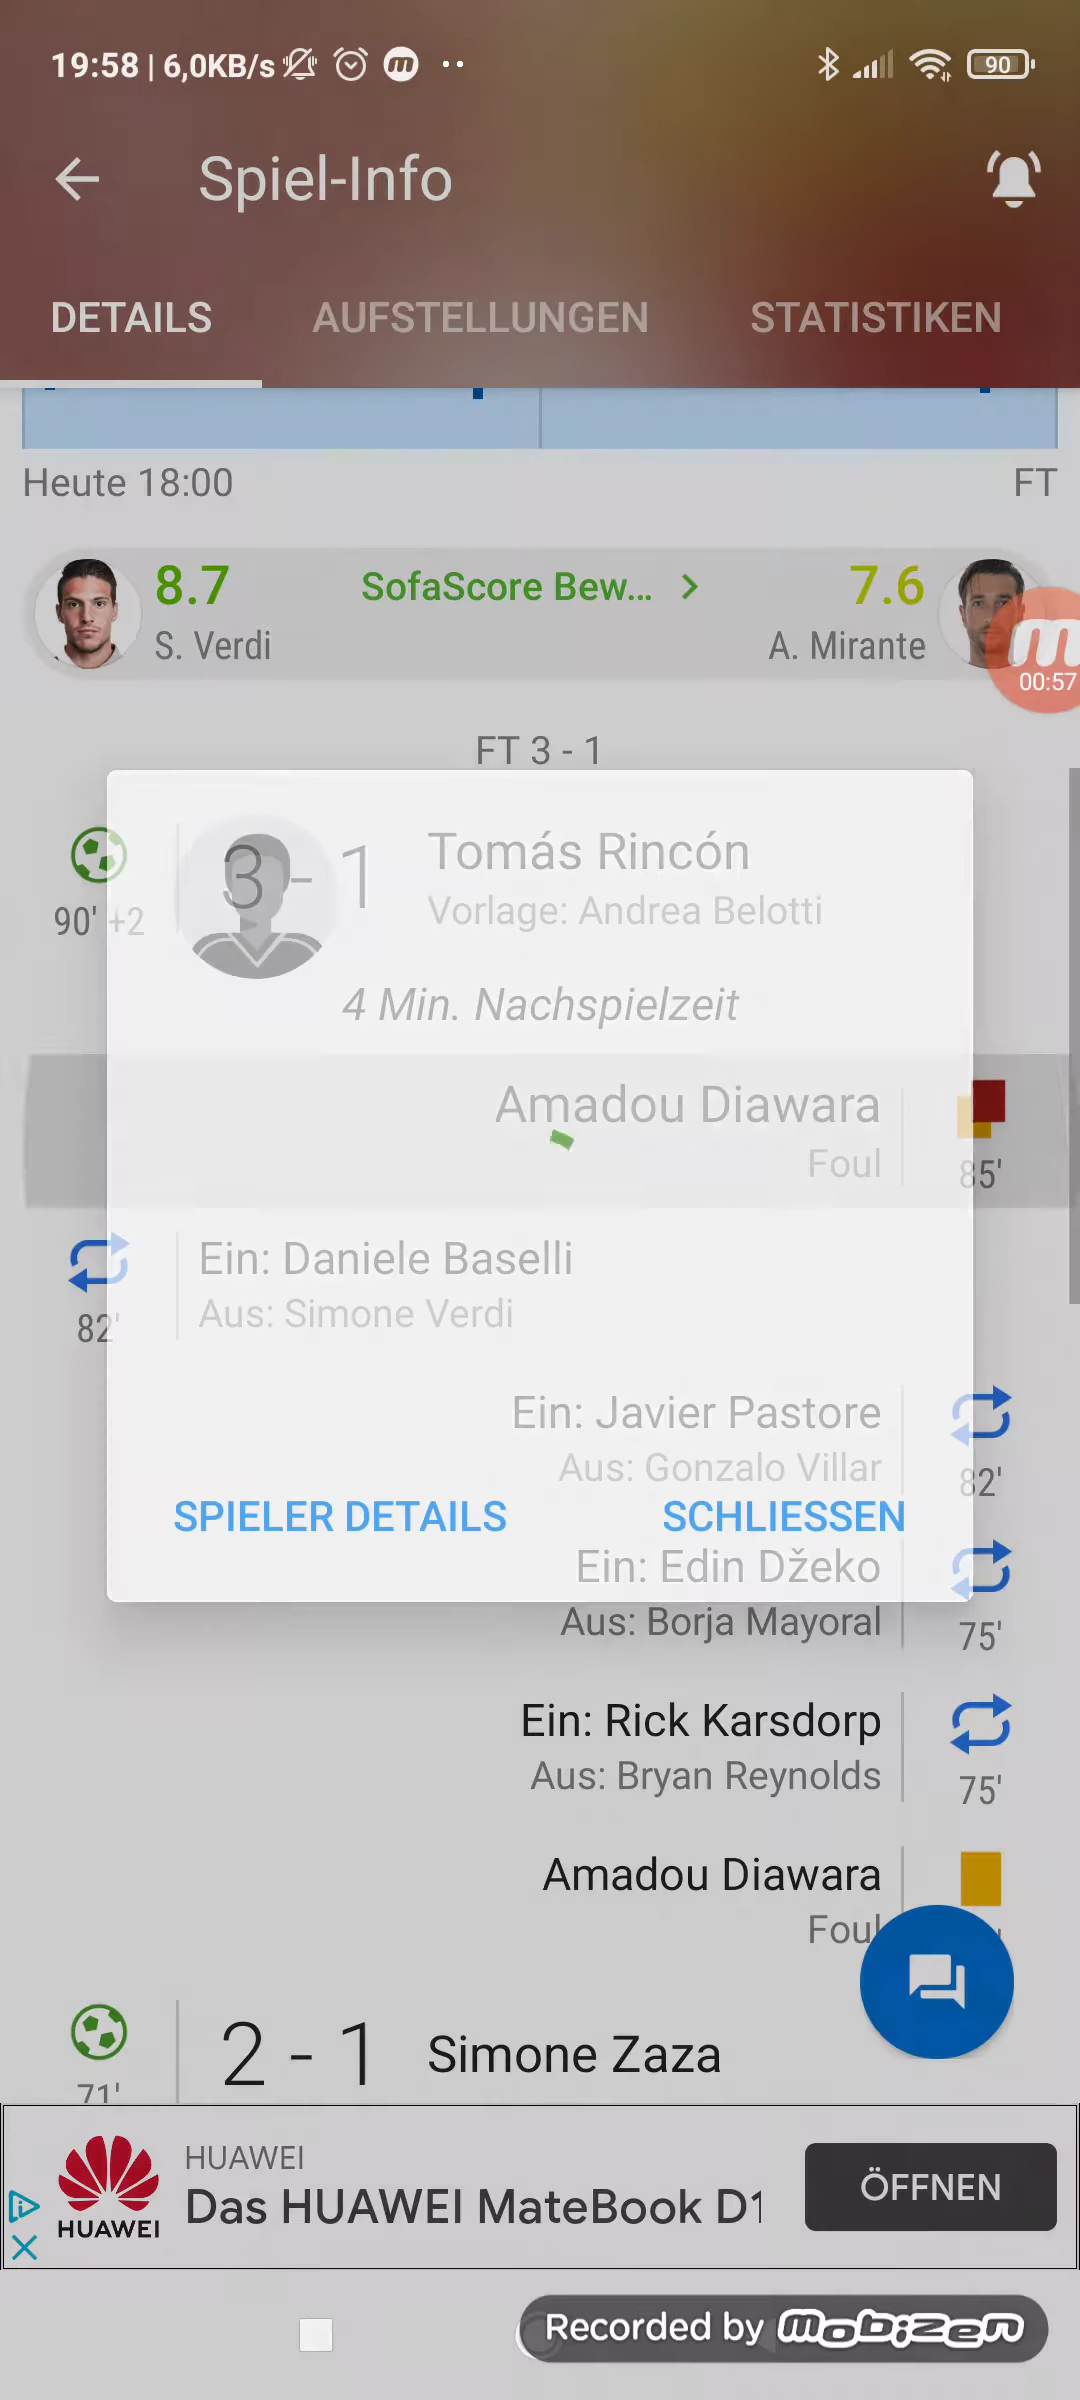 19:58 | 6,0KB/s
90
Spiel-Info
DETAILS
AUFSTELLUNGEN
STATISTIKEN
Heute 18:00
FT
8.7
SofaScore Bew...
7.6
S. Verdi
A. Mirante
00:57
FT 3 - 1
3 - 1
Tomás Rincón
90' +2
Vorlage: Andrea Belotti
4 Min. Nachspielzeit
Amadou Diawara
Foul
85'
Ein: Daniele Baselli
Aus: Simone Verdi
82'
Ein: Javier Pastore
Aus: Gonzalo Villar
82'
SPIELER DETAILS
SCHLIESSEN
Ein: Edin Džeko
Aus: Borja Mayoral
75'
Ein: Rick Karsdorp
Aus: Bryan Reynolds
75'
Amadou Diawara
Foul
2 - 1
Simone Zaza
71'
HUAWEI
HUAWEI
Das HUAWEI MateBook D1
ÖFFNEN
Recorded by mobizen